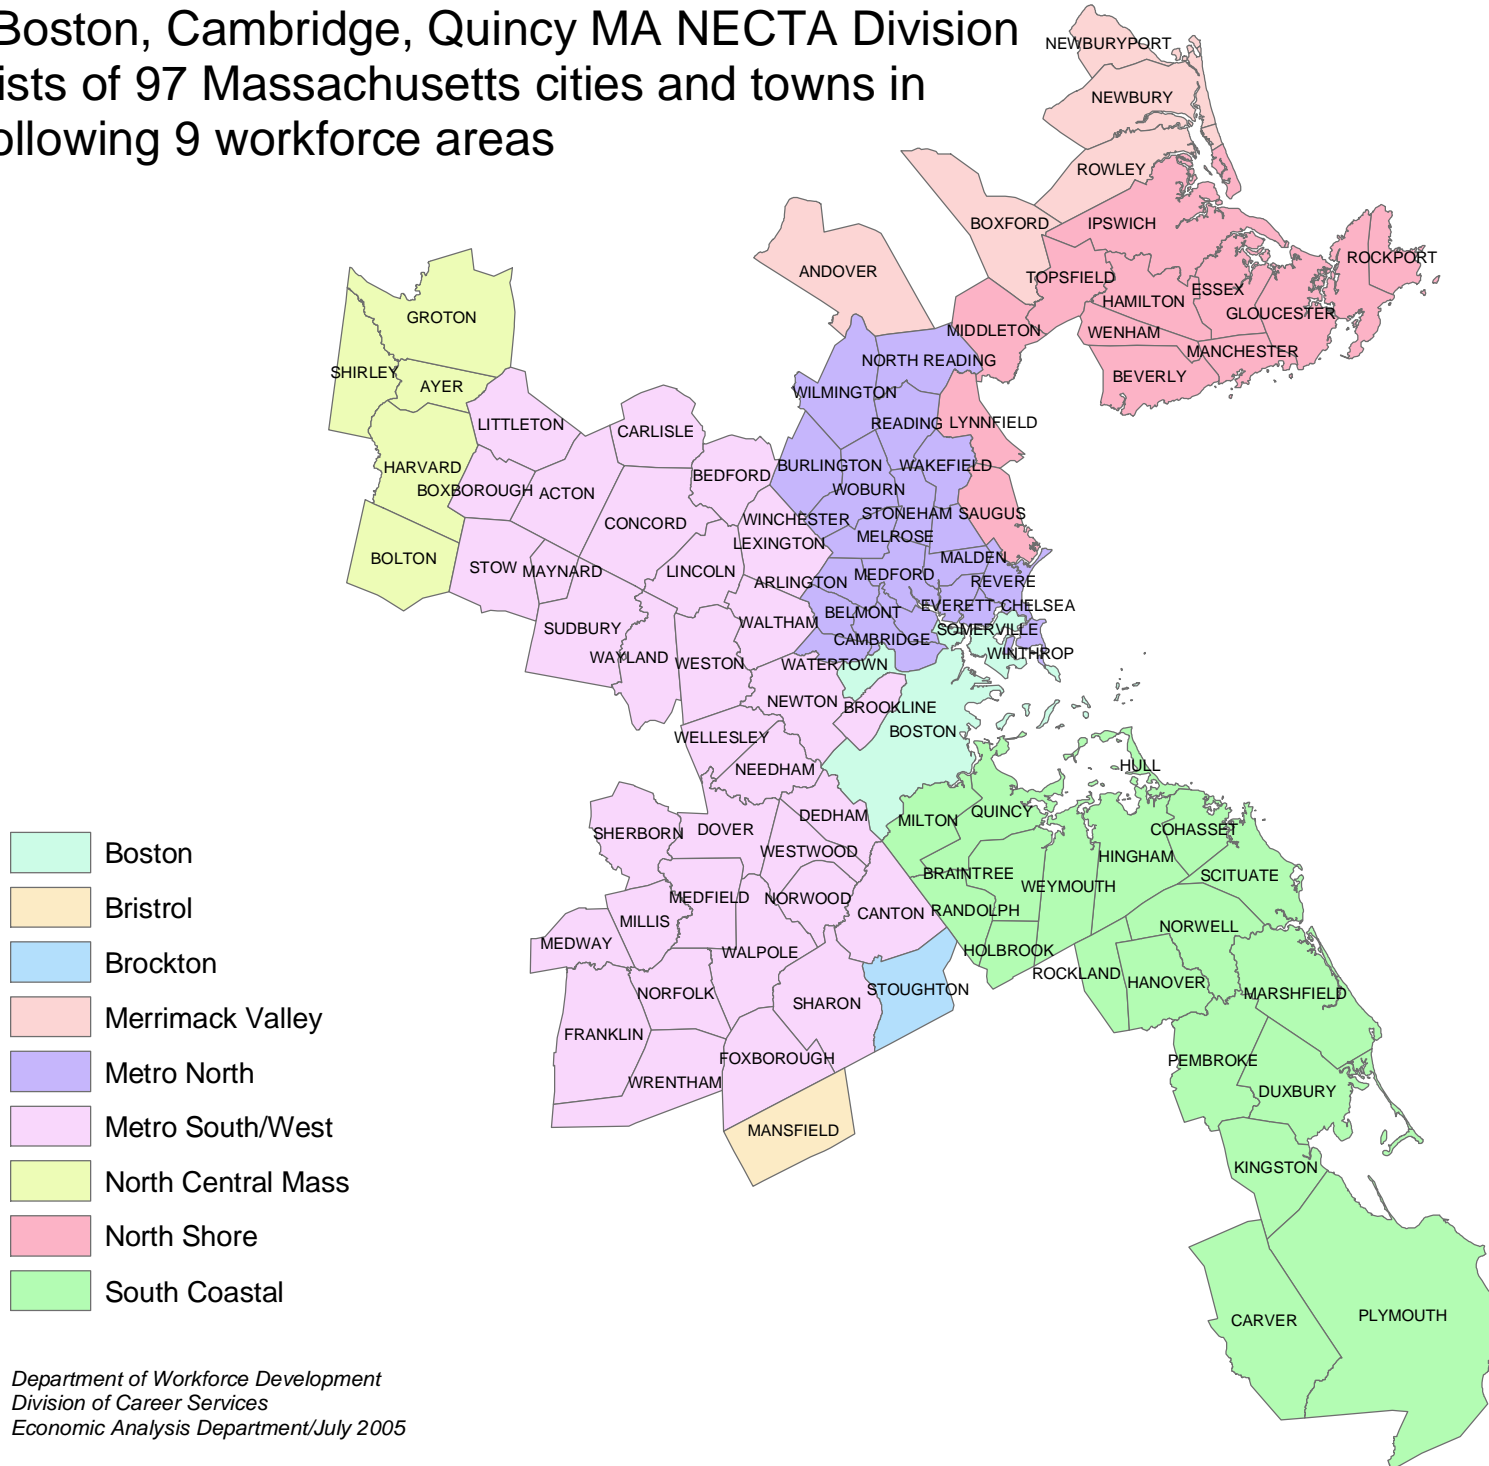 Boston, Cambridge, Quincy MA NECTA Division
ists of 97 Massachusetts cities and towns in
ollowing 9 workforce areas
NEWBURYPORT
NEWBURY
ROWLEY
BOXFORD
IPSWICH
ANDOVER
ROCKPORT
TOPSFIELD
HAMILTON
ESSEX
GLOUCESTER
GROTON
MIDDLETON
WENHAM
MANCHESTER
NORTH READING
SHIRLEY
AYER
BEVERLY
WILMINGTON
READING
LYNNFIELD
LITTLETON
CARLISLE
HARVARD
BURLINGTON
WAKEFIELD
BEDFORD
BOXBOROUGH
ACTON
WOBURN
CONCORD
WINCHESTER
STONEHAM
SAUGUS
LEXINGTON
MELROSE
BOLTON
STOW
MAYNARD
LINCOLN
ARLINGTON
MEDFORD
MALDEN
REVERE
EVERETT
CHELSEA
SUDBURY
WALTHAM
BELMONT
SOMERVILLE
CAMBRIDGE
WAYLAND
WESTON
WATERTOWN
WINTHROP
NEWTON
BROOKLINE
BOSTON
WELLESLEY
NEEDHAM
HULL
SHERBORN
DOVER
DEDHAM
MILTON
QUINCY
COHASSET
WESTWOOD
HINGHAM
BRAINTREE
WEYMOUTH
SCITUATE
MEDFIELD
NORWOOD
MILLIS
CANTON
RANDOLPH
NORWELL
MEDWAY
WALPOLE
HOLBROOK
ROCKLAND
HANOVER
NORFOLK
SHARON
STOUGHTON
MARSHFIELD
FRANKLIN
FOXBOROUGH
PEMBROKE
WRENTHAM
DUXBURY
MANSFIELD
KINGSTON
CARVER
PLYMOUTH
Boston
Bristrol
Brockton
Merrimack Valley
Metro North
Metro South/West
North Central Mass
North Shore
South Coastal
Department of Workforce Development
Division of Career Services
Economic Analysis Department/July 2005